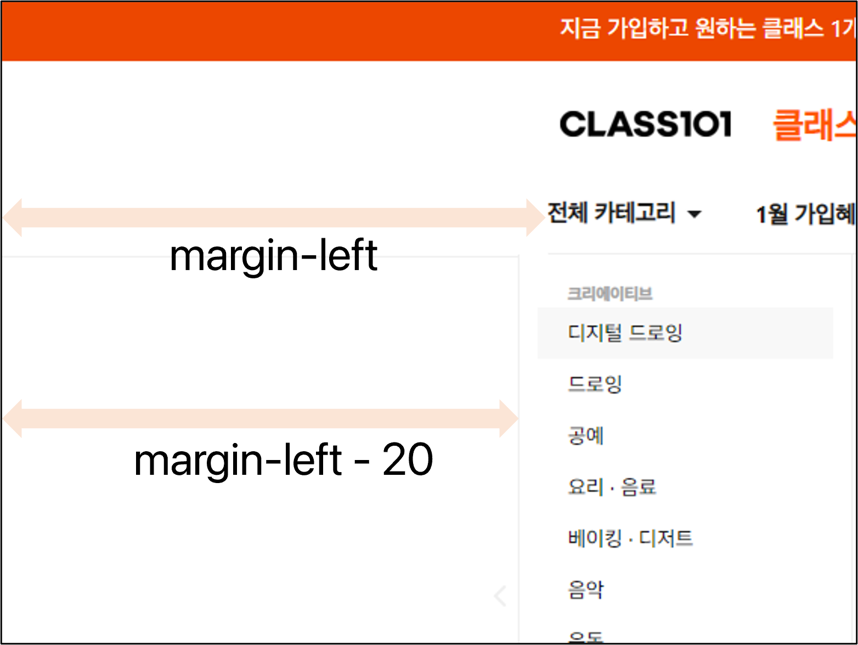 지금 가입하고 원하는 클래스 1개
CLASS101 클래스
전체 카테고리 1월 가입혜
margin-left
크리에이티브
디지털 드로잉
드로잉
공예
margin-left - 20
요리 · 음료
베이킹 · 디저트
음악
운동